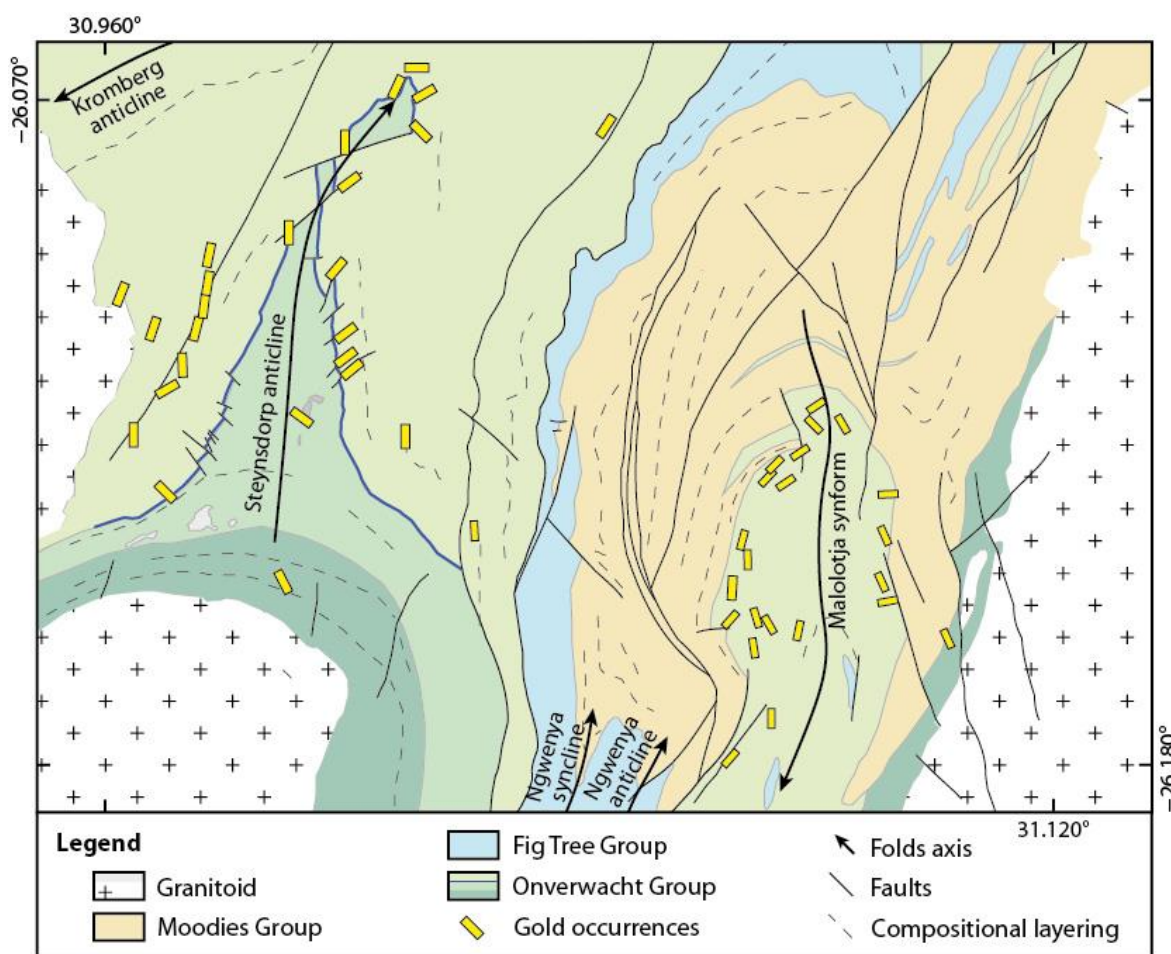 30.960°
–26.070°
Kromberg
anticline
Steynsdorp anticline
Malolotja synform
Ngwenya
syncline
Ngwenya
anticline
–26.180°
31.120°
Legend
Granitoid
Moodies Group
Fig Tree Group
Onverwacht Group
Gold occurrences
Folds axis
Faults
Compositional layering